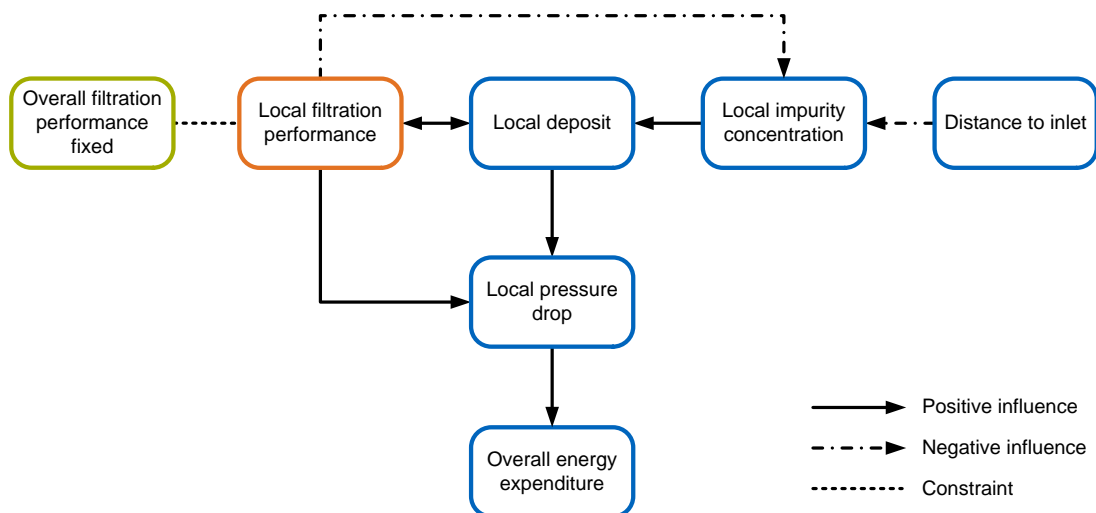 Overall filtration
performance
fixed
Local filtration
performance
Local deposit
Local impurity
concentration
Distance to inlet
Local pressure
drop
Overall energy
expenditure
Positive influence
Negative influence
Constraint